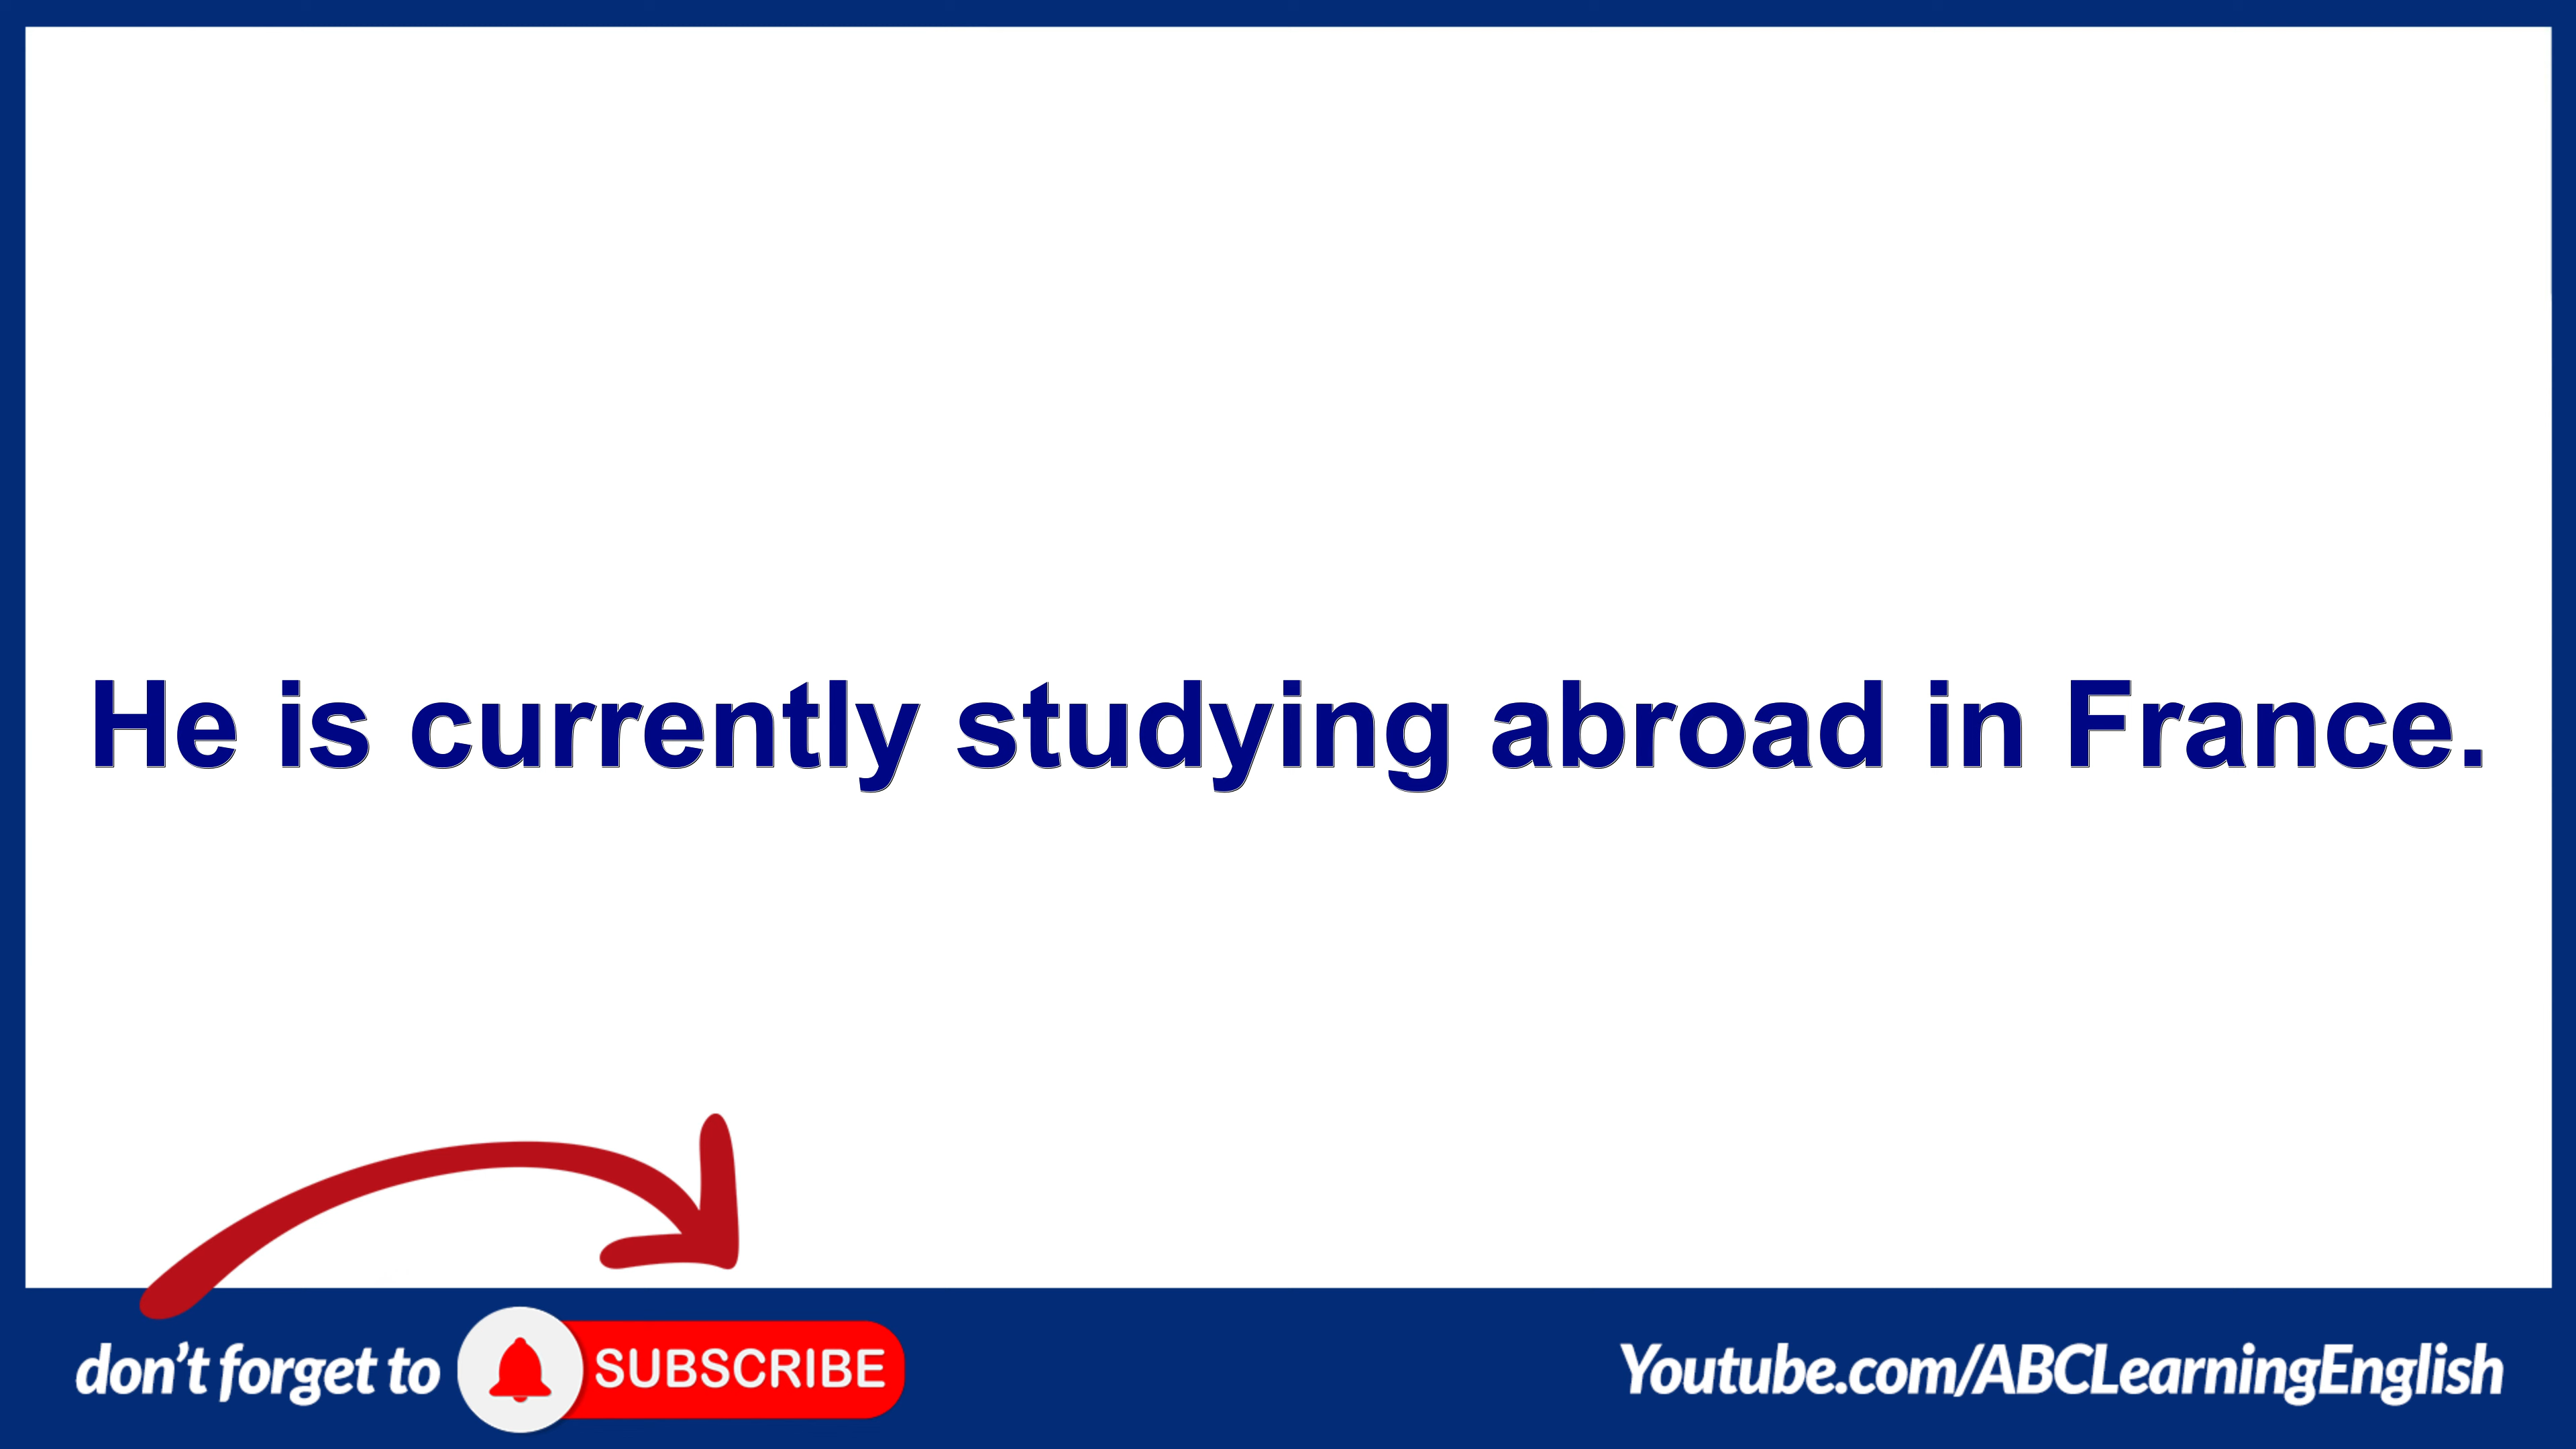 He is currently studying abroad in France.
don't forget to SUBSCRIBE
Youtube.com/ABCLearningEnglish